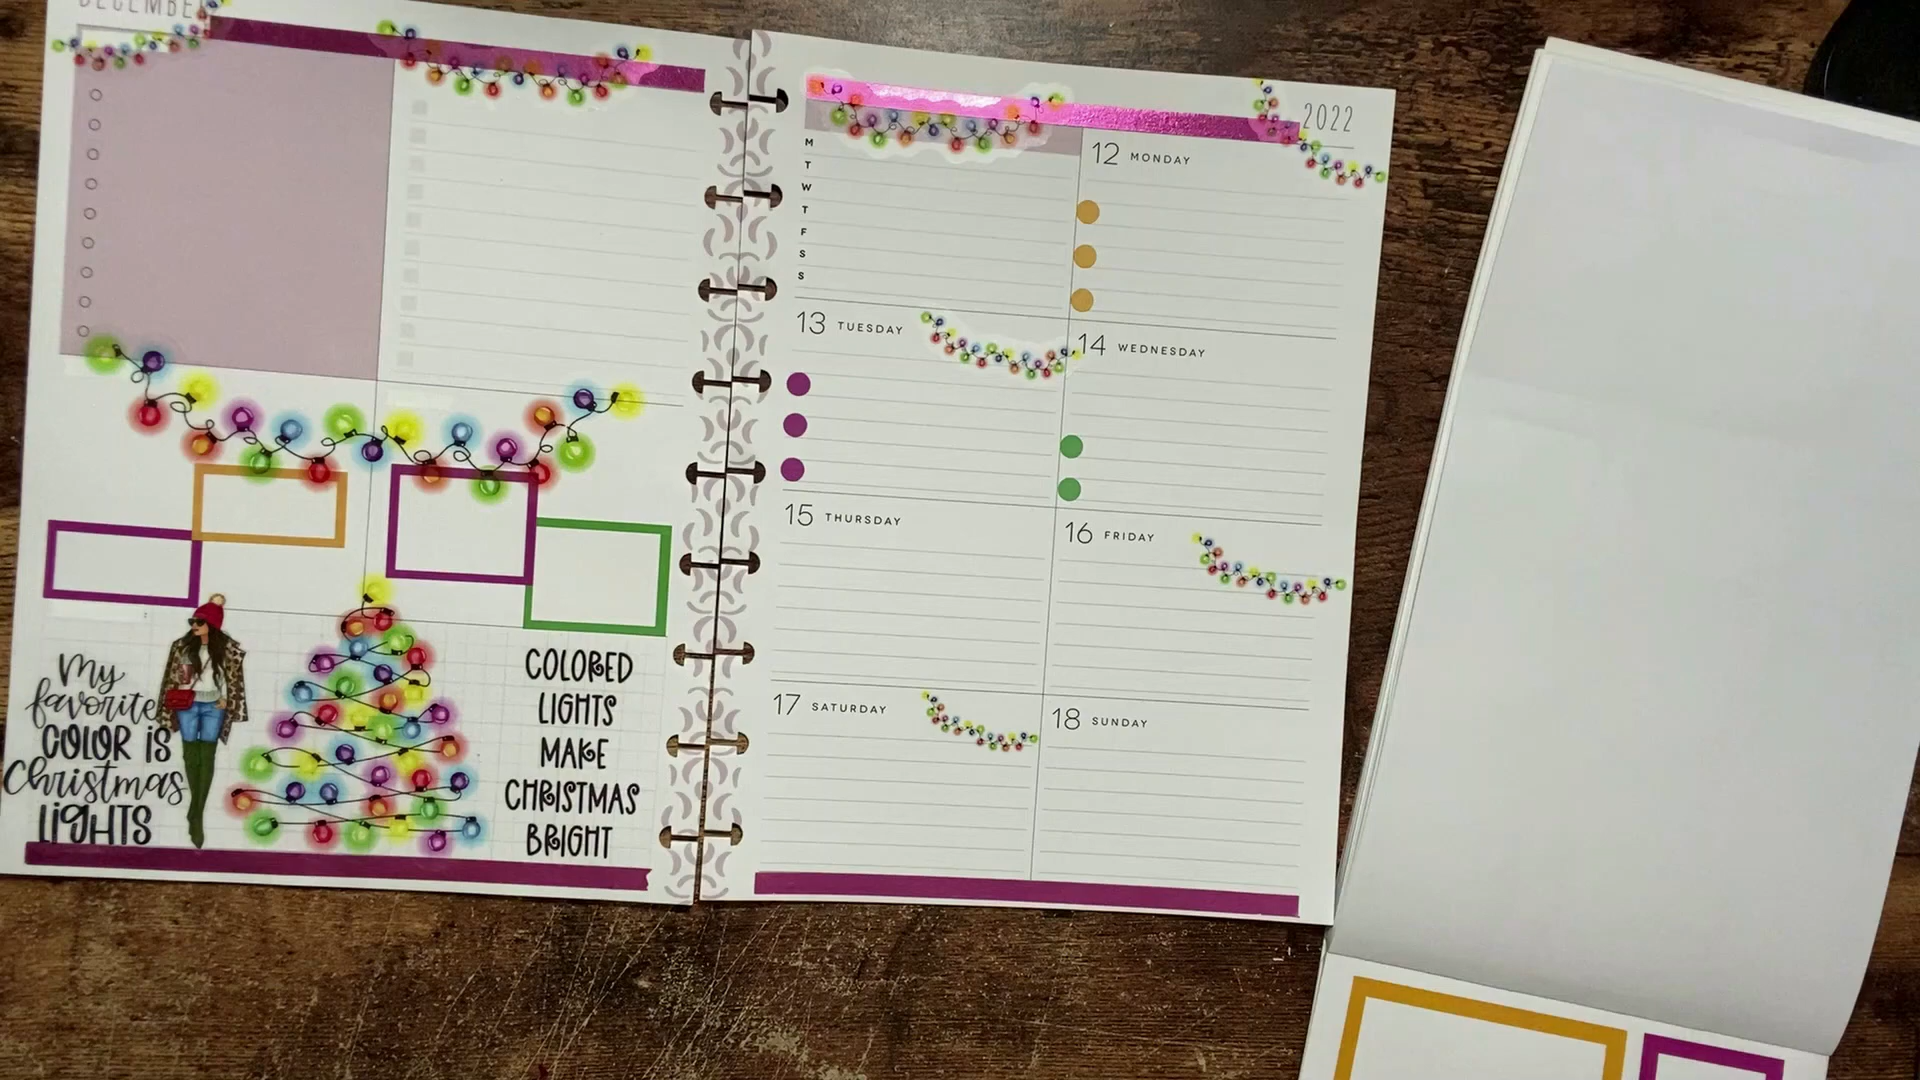 DECEMBER
My
favorite
COLOR is
Christmas
LIGHTS
COLORED
LIGHTS
MAKE
CHRISTMAS
BRIGHT
2022
M
T
W
T
F
S
S
12 MONDAY
13 TUESDAY
14 WEDNESDAY
15 THURSDAY
16 FRIDAY
17 SATURDAY
18 SUNDAY